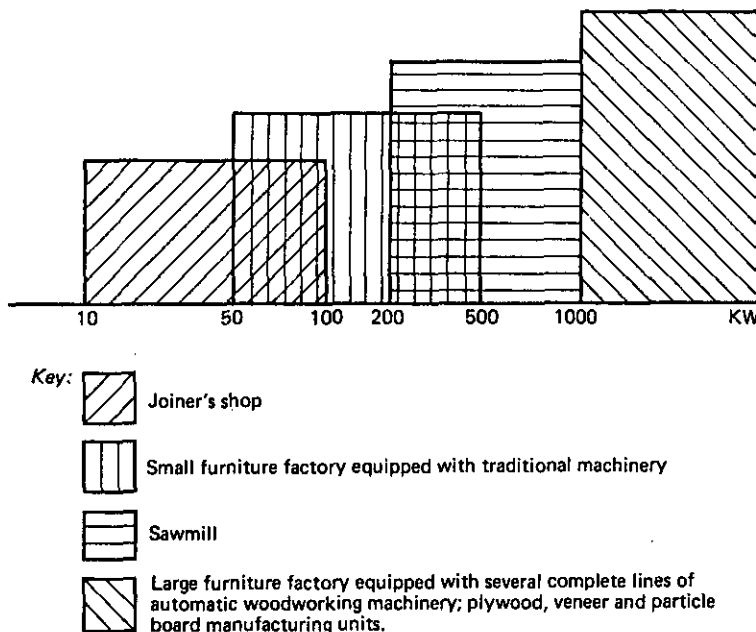 10 50 100 200 500 1000 KW
Key:
Joiner's shop
Small furniture factory equipped with traditional machinery
Sawmill
Large furniture factory equipped with several complete lines of
automatic woodworking machinery; plywood, veneer and particle
board manufacturing units.